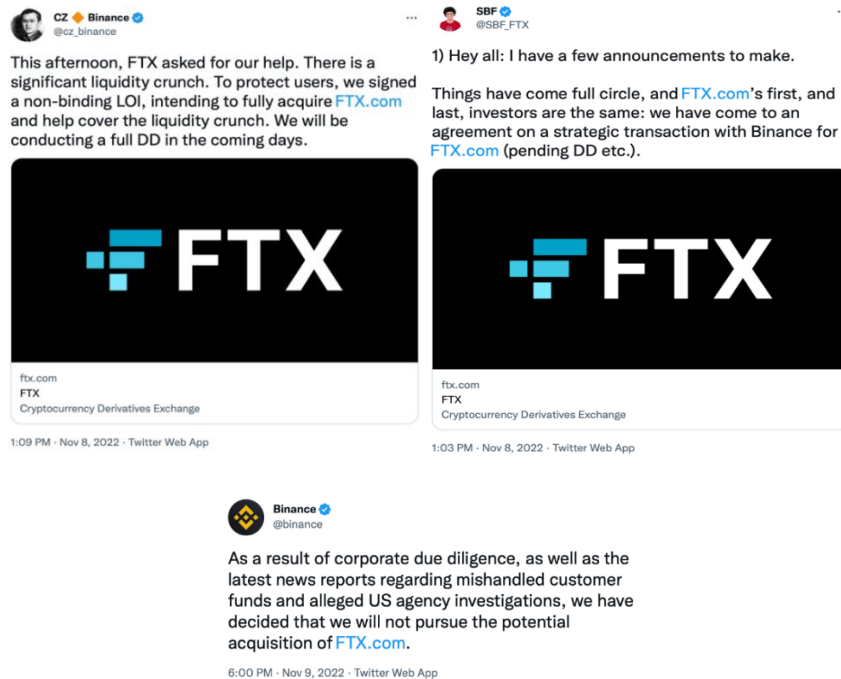 CZ 🔶 Binance
@cz_binance
This afternoon, FTX asked for our help. There is a
significant liquidity crunch. To protect users, we signed
a non-binding LOI, intending to fully acquire FTX.com
and help cover the liquidity crunch. We will be
conducting a full DD in the coming days.
FTX
ftx.com
FTX
Cryptocurrency Derivatives Exchange
1:09 PM · Nov 8, 2022 · Twitter Web App
SBF
@SBF_FTX
1) Hey all: I have a few announcements to make.
Things have come full circle, and FTX.com's first, and
last, investors are the same: we have come to an
agreement on a strategic transaction with Binance for
FTX.com (pending DD etc.).
FTX
ftx.com
FTX
Cryptocurrency Derivatives Exchange
1:03 PM · Nov 8, 2022 · Twitter Web App
Binance
@binance
As a result of corporate due diligence, as well as the
latest news reports regarding mishandled customer
funds and alleged US agency investigations, we have
decided that we will not pursue the potential
acquisition of FTX.com.
6:00 PM · Nov 9, 2022 · Twitter Web App